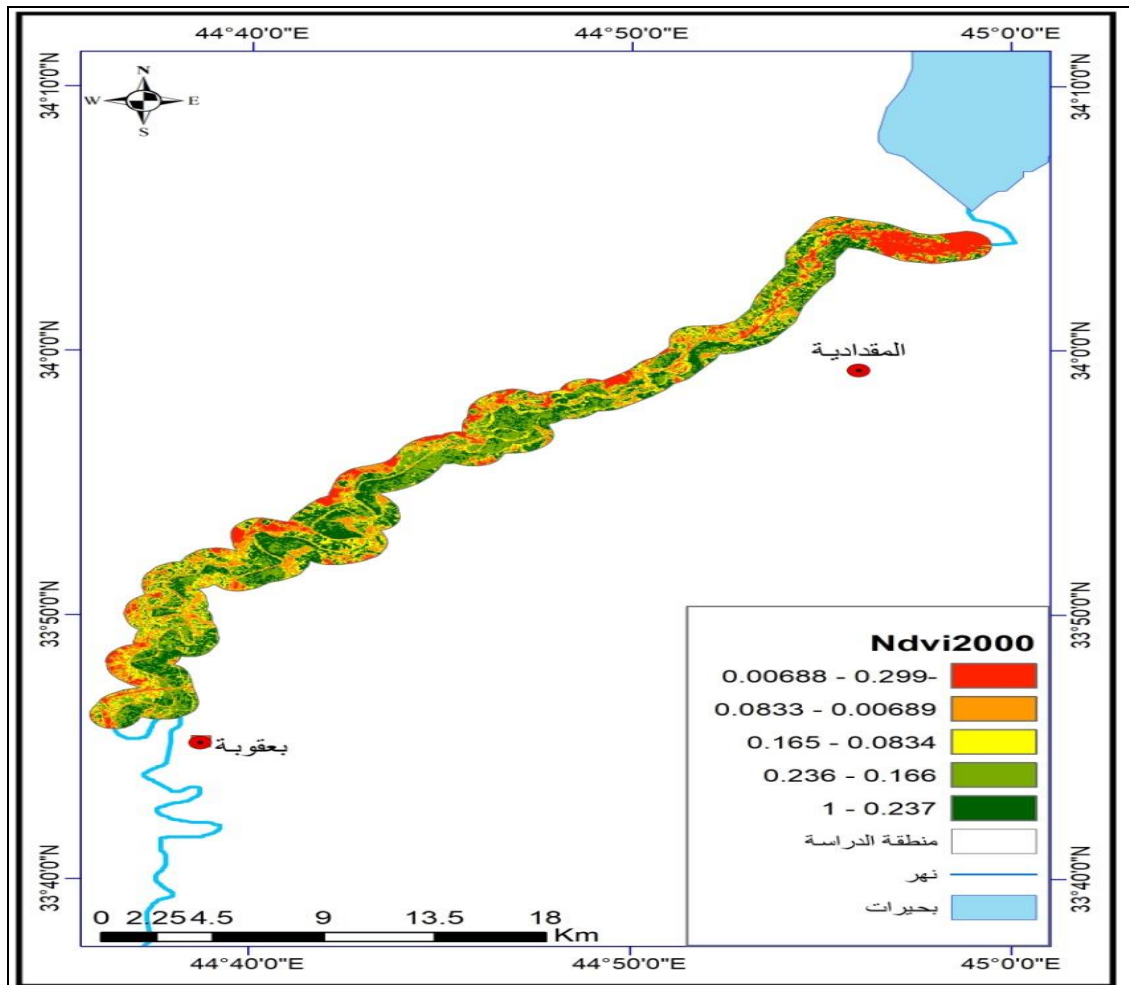 44°40'0"E 44°50'0"E 45°0'0"E
34°10'0"N 34°10'0"N
N
W E
S
34°0'0"N 34°0'0"N
المقدادية
33°50'0"N 33°50'0"N
بعقوبة
33°40'0"N 33°40'0"N
Ndvi2000
0.00688 - 0.299-
0.0833 - 0.00689
0.165 - 0.0834
0.236 - 0.166
1 - 0.237
منطقة الدراسة
نهر
بحيرات
0 2.25 4.5 9 13.5 18
Km
44°40'0"E 44°50'0"E 45°0'0"E